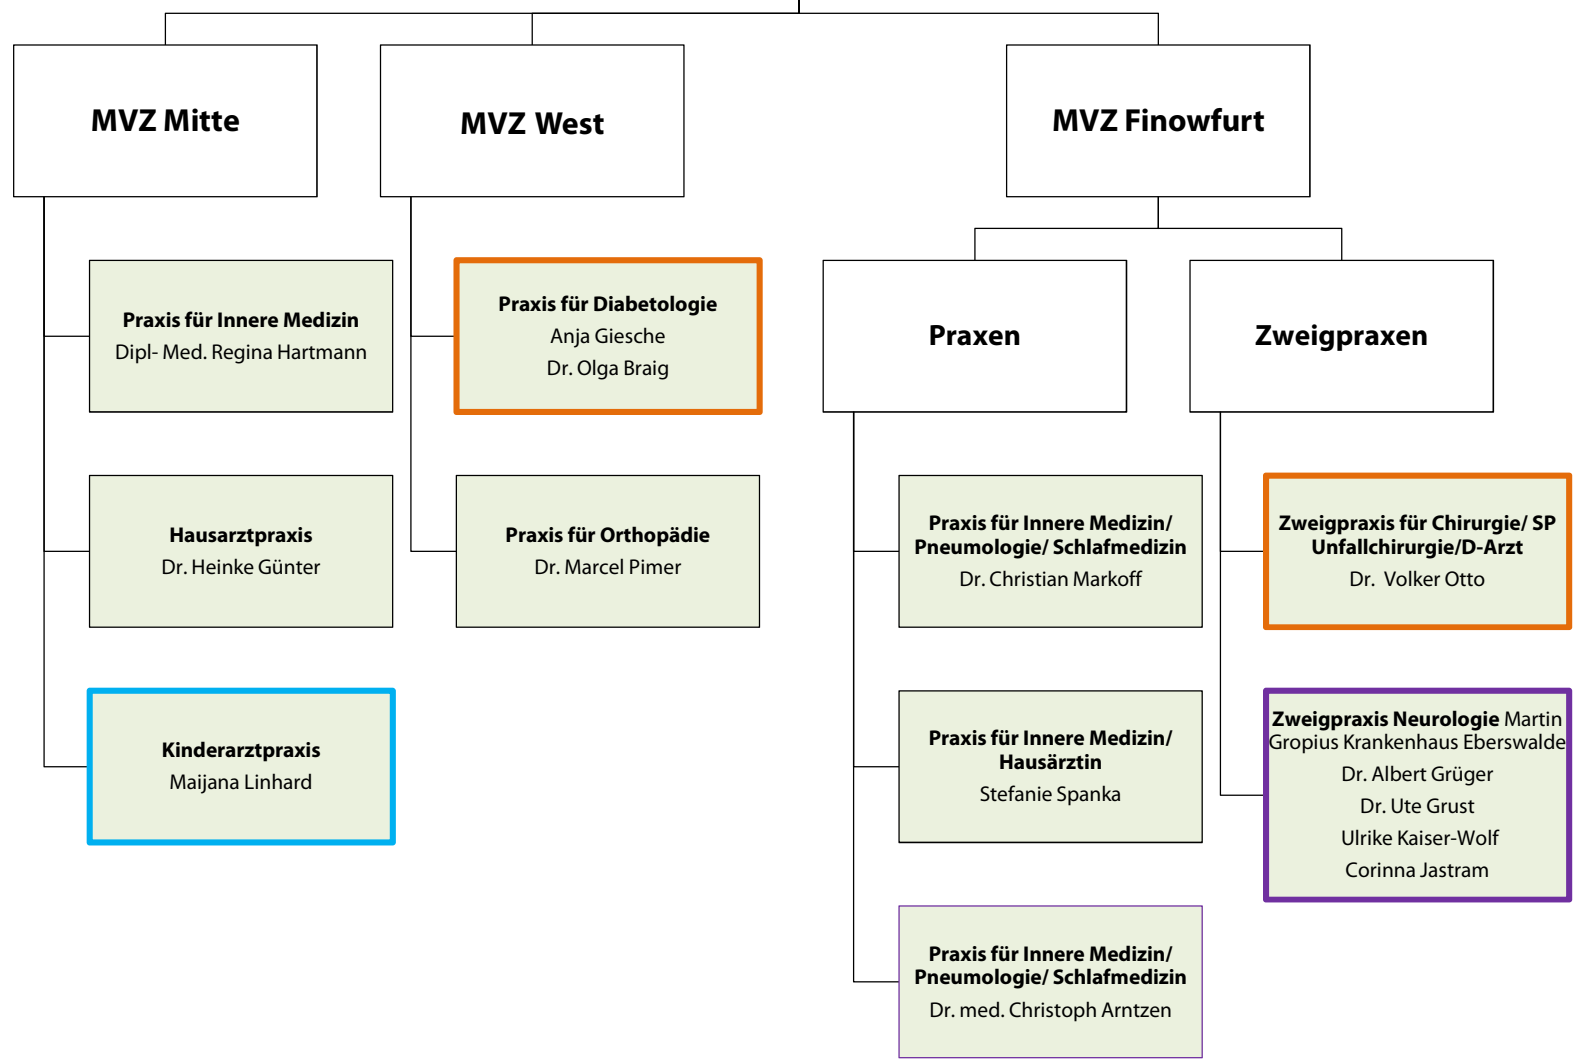 MVZ Mitte
MVZ West
MVZ Finowfurt
Praxis für Innere Medizin
Dipl- Med. Regina Hartmann
Hausarztpraxis
Dr. Heinke Günter
Kinderarztpraxis
Maijana Linhard
Praxis für Diabetologie
Anja Giesche
Dr. Olga Braig
Praxis für Orthopädie
Dr. Marcel Pimer
Praxen
Zweigpraxen
Praxis für Innere Medizin/
Pneumologie/ Schlafmedizin
Dr. Christian Markoff
Praxis für Innere Medizin/
Hausärztin
Stefanie Spanka
Praxis für Innere Medizin/
Pneumologie/ Schlafmedizin
Dr. med. Christoph Arntzen
Zweigpraxis für Chirurgie/ SP
Unfallchirurgie/D-Arzt
Dr. Volker Otto
Zweigpraxis Neurologie Martin
Gropius Krankenhaus Eberswalde
Dr. Albert Grüger
Dr. Ute Grust
Ulrike Kaiser-Wolf
Corinna Jastram